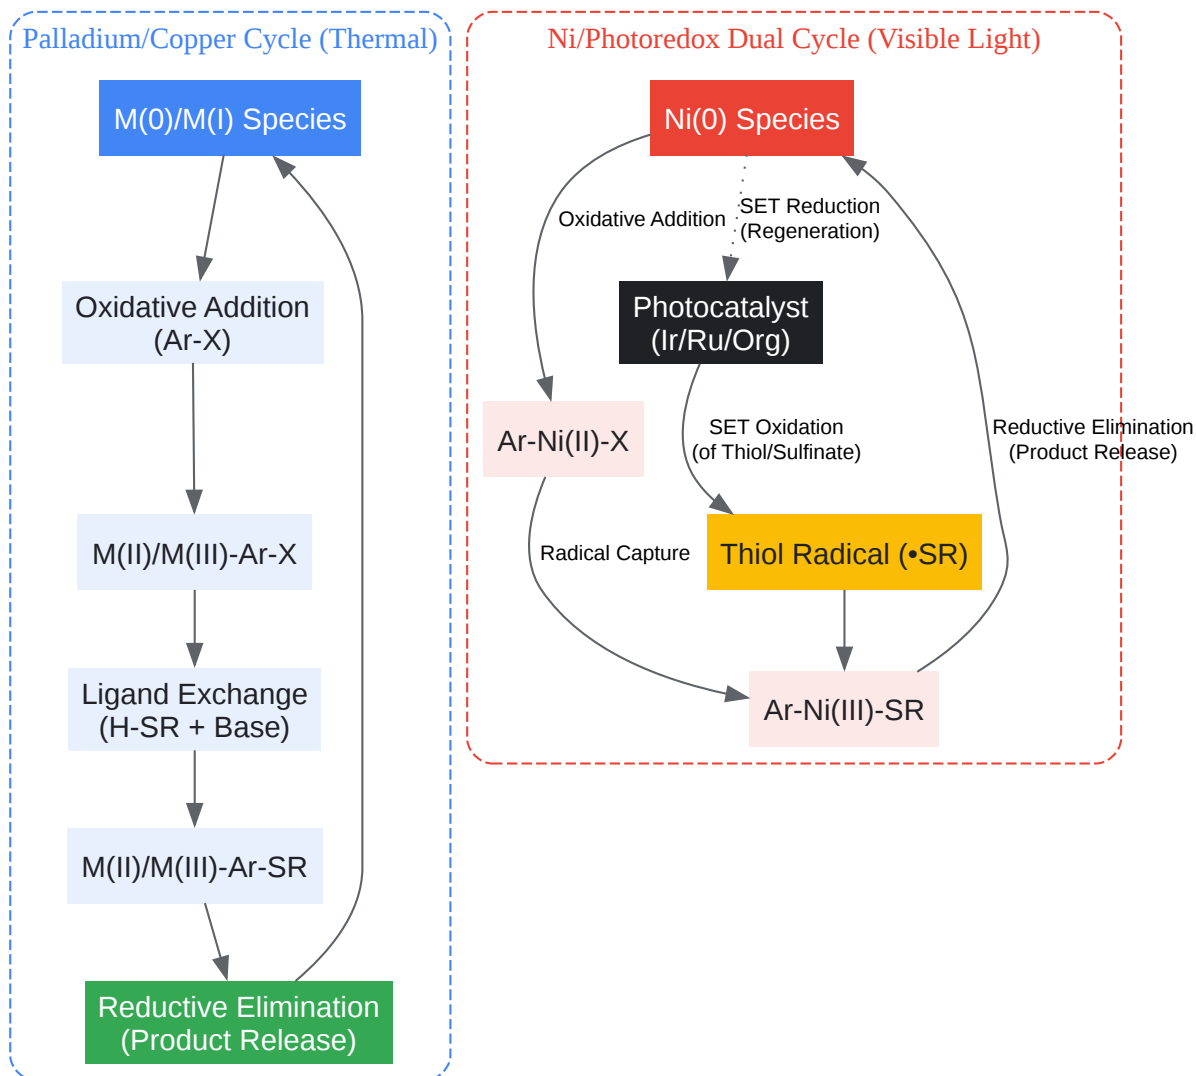 Palladium/Copper Cycle (Thermal)
M(0)/M(I) Species
Oxidative Addition
(Ar-X)
M(II)/M(III)-Ar-X
Ligand Exchange
(H-SR + Base)
M(II)/M(III)-Ar-SR
Reductive Elimination
(Product Release)
Ni/Photoredox Dual Cycle (Visible Light)
Ni(0) Species
Oxidative Addition
SET Reduction
(Regeneration)
Photocatalyst
(Ir/Ru/Org)
Ar-Ni(II)-X
SET Oxidation
(of Thiol/Sulfinate)
Reductive Elimination
(Product Release)
Radical Capture
Thiol Radical (•SR)
Ar-Ni(III)-SR